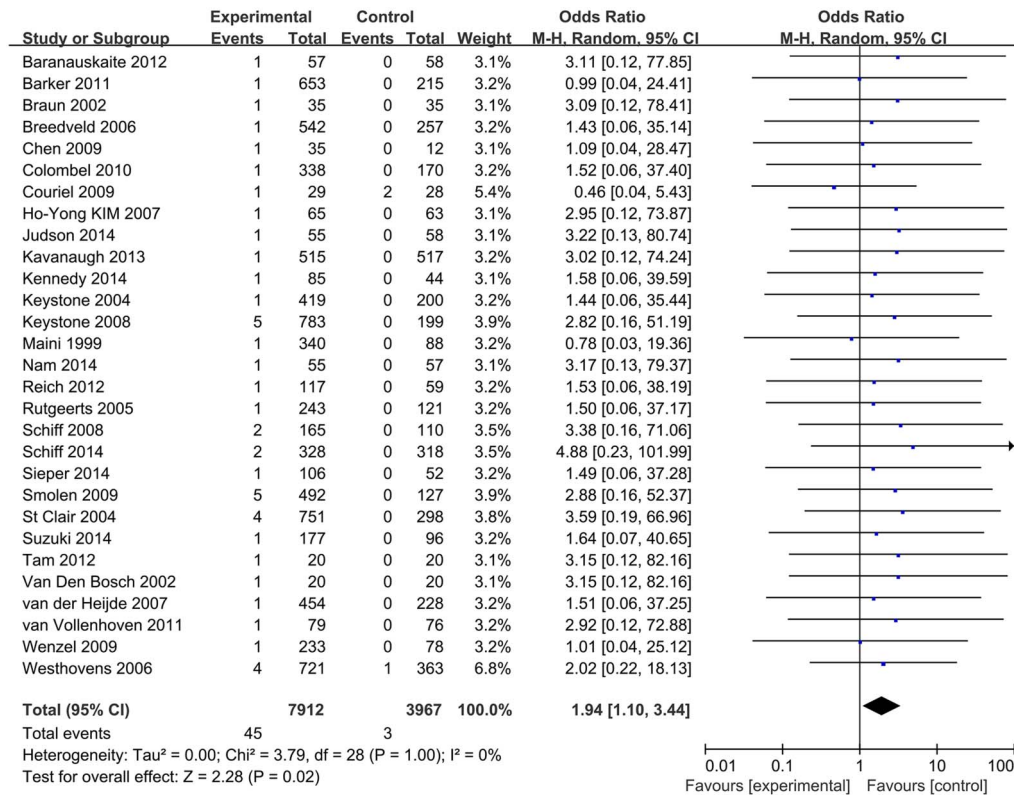 Experimental Control Odds Ratio Odds Ratio
Study or Subgroup Events Total Events Total Weight M-H, Random, 95% CI M-H, Random, 95% CI
Baranauskaite 2012 1 57 0 58 3.1% 3.11 [0.12, 77.85]
Barker 2011 1 653 0 215 3.2% 0.99 [0.04, 24.41]
Braun 2002 1 35 0 35 3.1% 3.09 [0.12, 78.41]
Breedveld 2006 1 542 0 257 3.2% 1.43 [0.06, 35.14]
Chen 2009 1 35 0 12 3.1% 1.09 [0.04, 28.47]
Colombel 2010 1 338 0 170 3.2% 1.52 [0.06, 37.40]
Couriel 2009 1 29 2 28 5.4% 0.46 [0.04, 5.43]
Ho-Yong KIM 2007 1 65 0 63 3.1% 2.95 [0.12, 73.87]
Judson 2014 1 55 0 58 3.1% 3.22 [0.13, 80.74]
Kavanaugh 2013 1 515 0 517 3.2% 3.02 [0.12, 74.24]
Kennedy 2014 1 85 0 44 3.1% 1.58 [0.06, 39.59]
Keystone 2004 1 419 0 200 3.2% 1.44 [0.06, 35.44]
Keystone 2008 5 783 0 199 3.9% 2.82 [0.16, 51.19]
Maini 1999 1 340 0 88 3.2% 0.78 [0.03, 19.36]
Nam 2014 1 55 0 57 3.1% 3.17 [0.13, 79.37]
Reich 2012 1 117 0 59 3.2% 1.53 [0.06, 38.19]
Rutgeerts 2005 1 243 0 121 3.2% 1.50 [0.06, 37.17]
Schiff 2008 2 165 0 110 3.5% 3.38 [0.16, 71.06]
Schiff 2014 2 328 0 318 3.5% 4.88 [0.23, 101.99]
Sieper 2014 1 106 0 52 3.2% 1.49 [0.06, 37.28]
Smolen 2009 5 492 0 127 3.9% 2.88 [0.16, 52.37]
St Clair 2004 4 751 0 298 3.8% 3.59 [0.19, 66.96]
Suzuki 2014 1 177 0 96 3.2% 1.64 [0.07, 40.65]
Tam 2012 1 20 0 20 3.1% 3.15 [0.12, 82.16]
Van Den Bosch 2002 1 20 0 20 3.1% 3.15 [0.12, 82.16]
van der Heijde 2007 1 454 0 228 3.2% 1.51 [0.06, 37.25]
van Vollenhoven 2011 1 79 0 76 3.2% 2.92 [0.12, 72.88]
Wenzel 2009 1 233 0 78 3.2% 1.01 [0.04, 25.12]
Westhovens 2006 4 721 1 363 6.8% 2.02 [0.22, 18.13]
Total (95% CI) 7912 3967 100.0% 1.94 [1.10, 3.44]
Total events 45 3
Heterogeneity: Tau² = 0.00; Chi² = 3.79, df = 28 (P = 1.00); I² = 0%
Test for overall effect: Z = 2.28 (P = 0.02)
0.01 0.1 1 10 100
Favours [experimental] Favours [control]